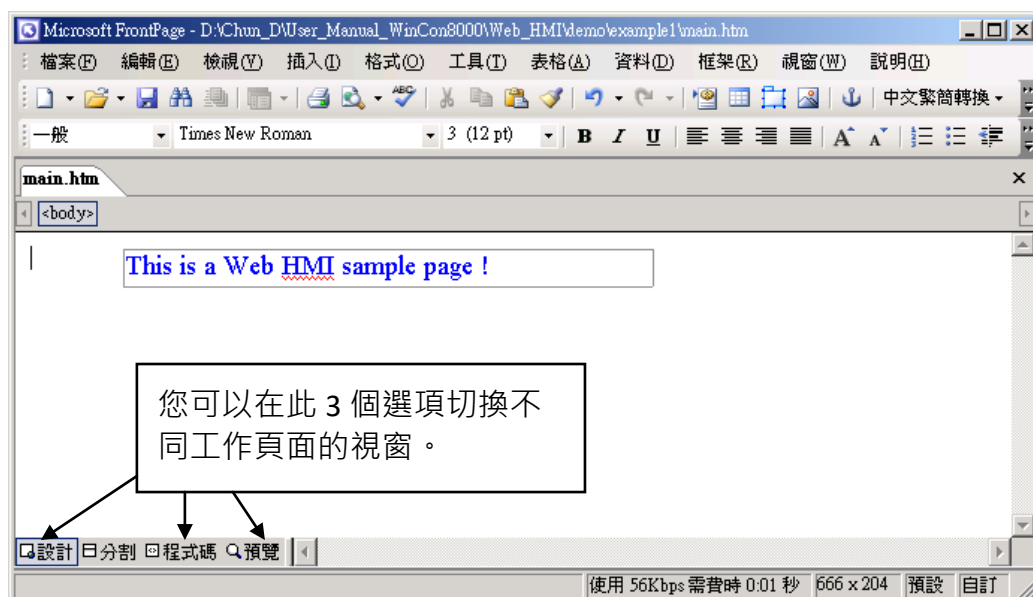 Microsoft FrontPage - D:\Chun_D\User_Manual_WinCon8000\Web_HMI\demo\example1\main.htm
檔案(F) 編輯(E) 檢視(V) 插入(I) 格式(O) 工具(T) 表格(A) 資料(D) 框架(R) 視窗(W) 說明(H)
ABC 中文繁簡轉換
一般 Times New Roman 3 (12 pt) B I U A A
main.htm
<body>
This is a Web HMI sample page !
您可以在此 3 個選項切換不
同工作頁面的視窗。
設計 分割 程式碼 預覽
使用 56Kbps 需費時 0:01 秒 666 x 204 預設 自訂